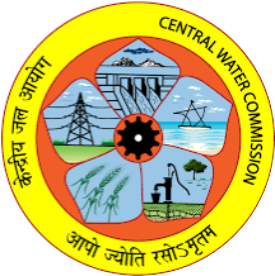 केन्द्रीय जल आयोग
CENTRAL WATER COMMISSION
आपो ज्योति रसोऽमृतम